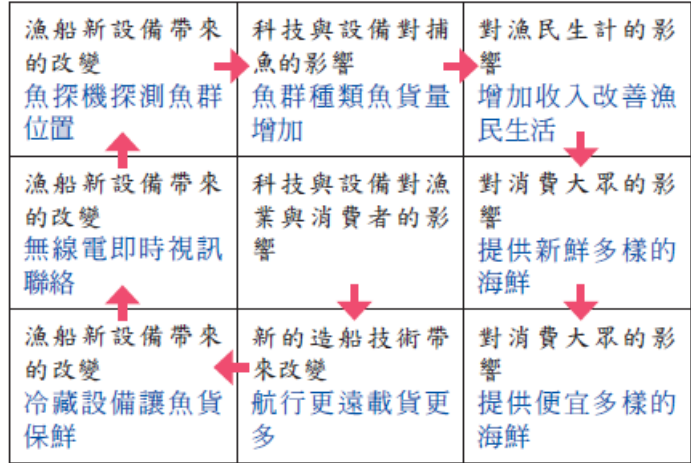 漁船新設備帶來
的改變
魚探機探測魚群
位置
科技與設備對捕
魚的影響
魚群種類魚貨量
增加
對漁民生計的影
響
增加收入改善漁
民生活
漁船新設備帶來
的改變
無線電即時視訊
聯絡
科技與設備對漁
業與消費者的影
響
對消費大眾的影
響
提供新鮮多樣的
海鮮
漁船新設備帶來
的改變
冷藏設備讓魚貨
保鮮
新的造船技術帶
來改變
航行更遠載貨更
多
對消費大眾的影
響
提供便宜多樣的
海鮮